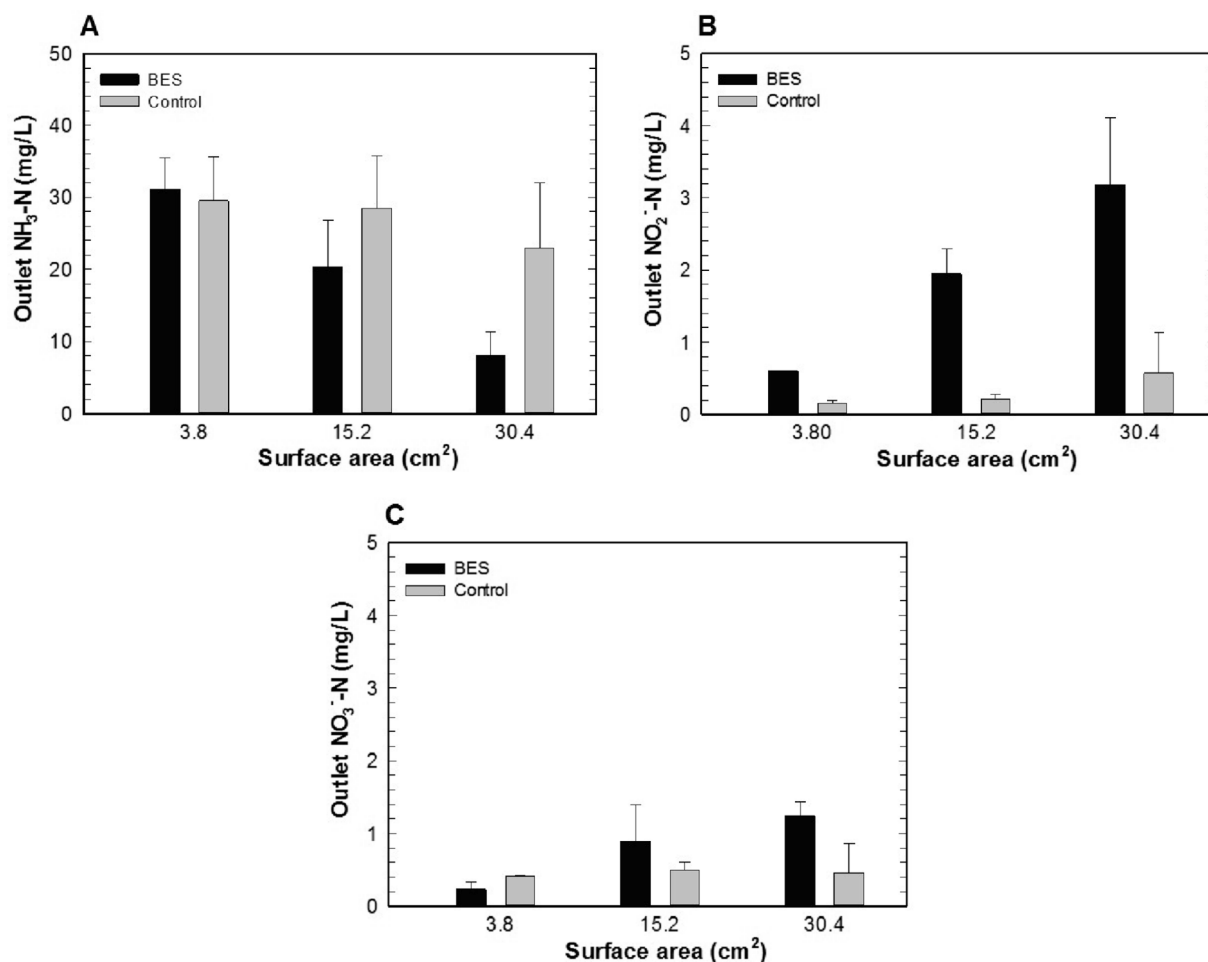 A
50
40
30
20
10
0
BES
Control
Outlet NH₃-N (mg/L)
3.8 15.2 30.4
Surface area (cm²)
B
5
4
3
2
1
0
BES
Control
Outlet NO₂⁻-N (mg/L)
3.80 15.2 30.4
Surface area (cm²)
C
5
4
3
2
1
0
BES
Control
Outlet NO₃⁻-N (mg/L)
3.8 15.2 30.4
Surface area (cm²)